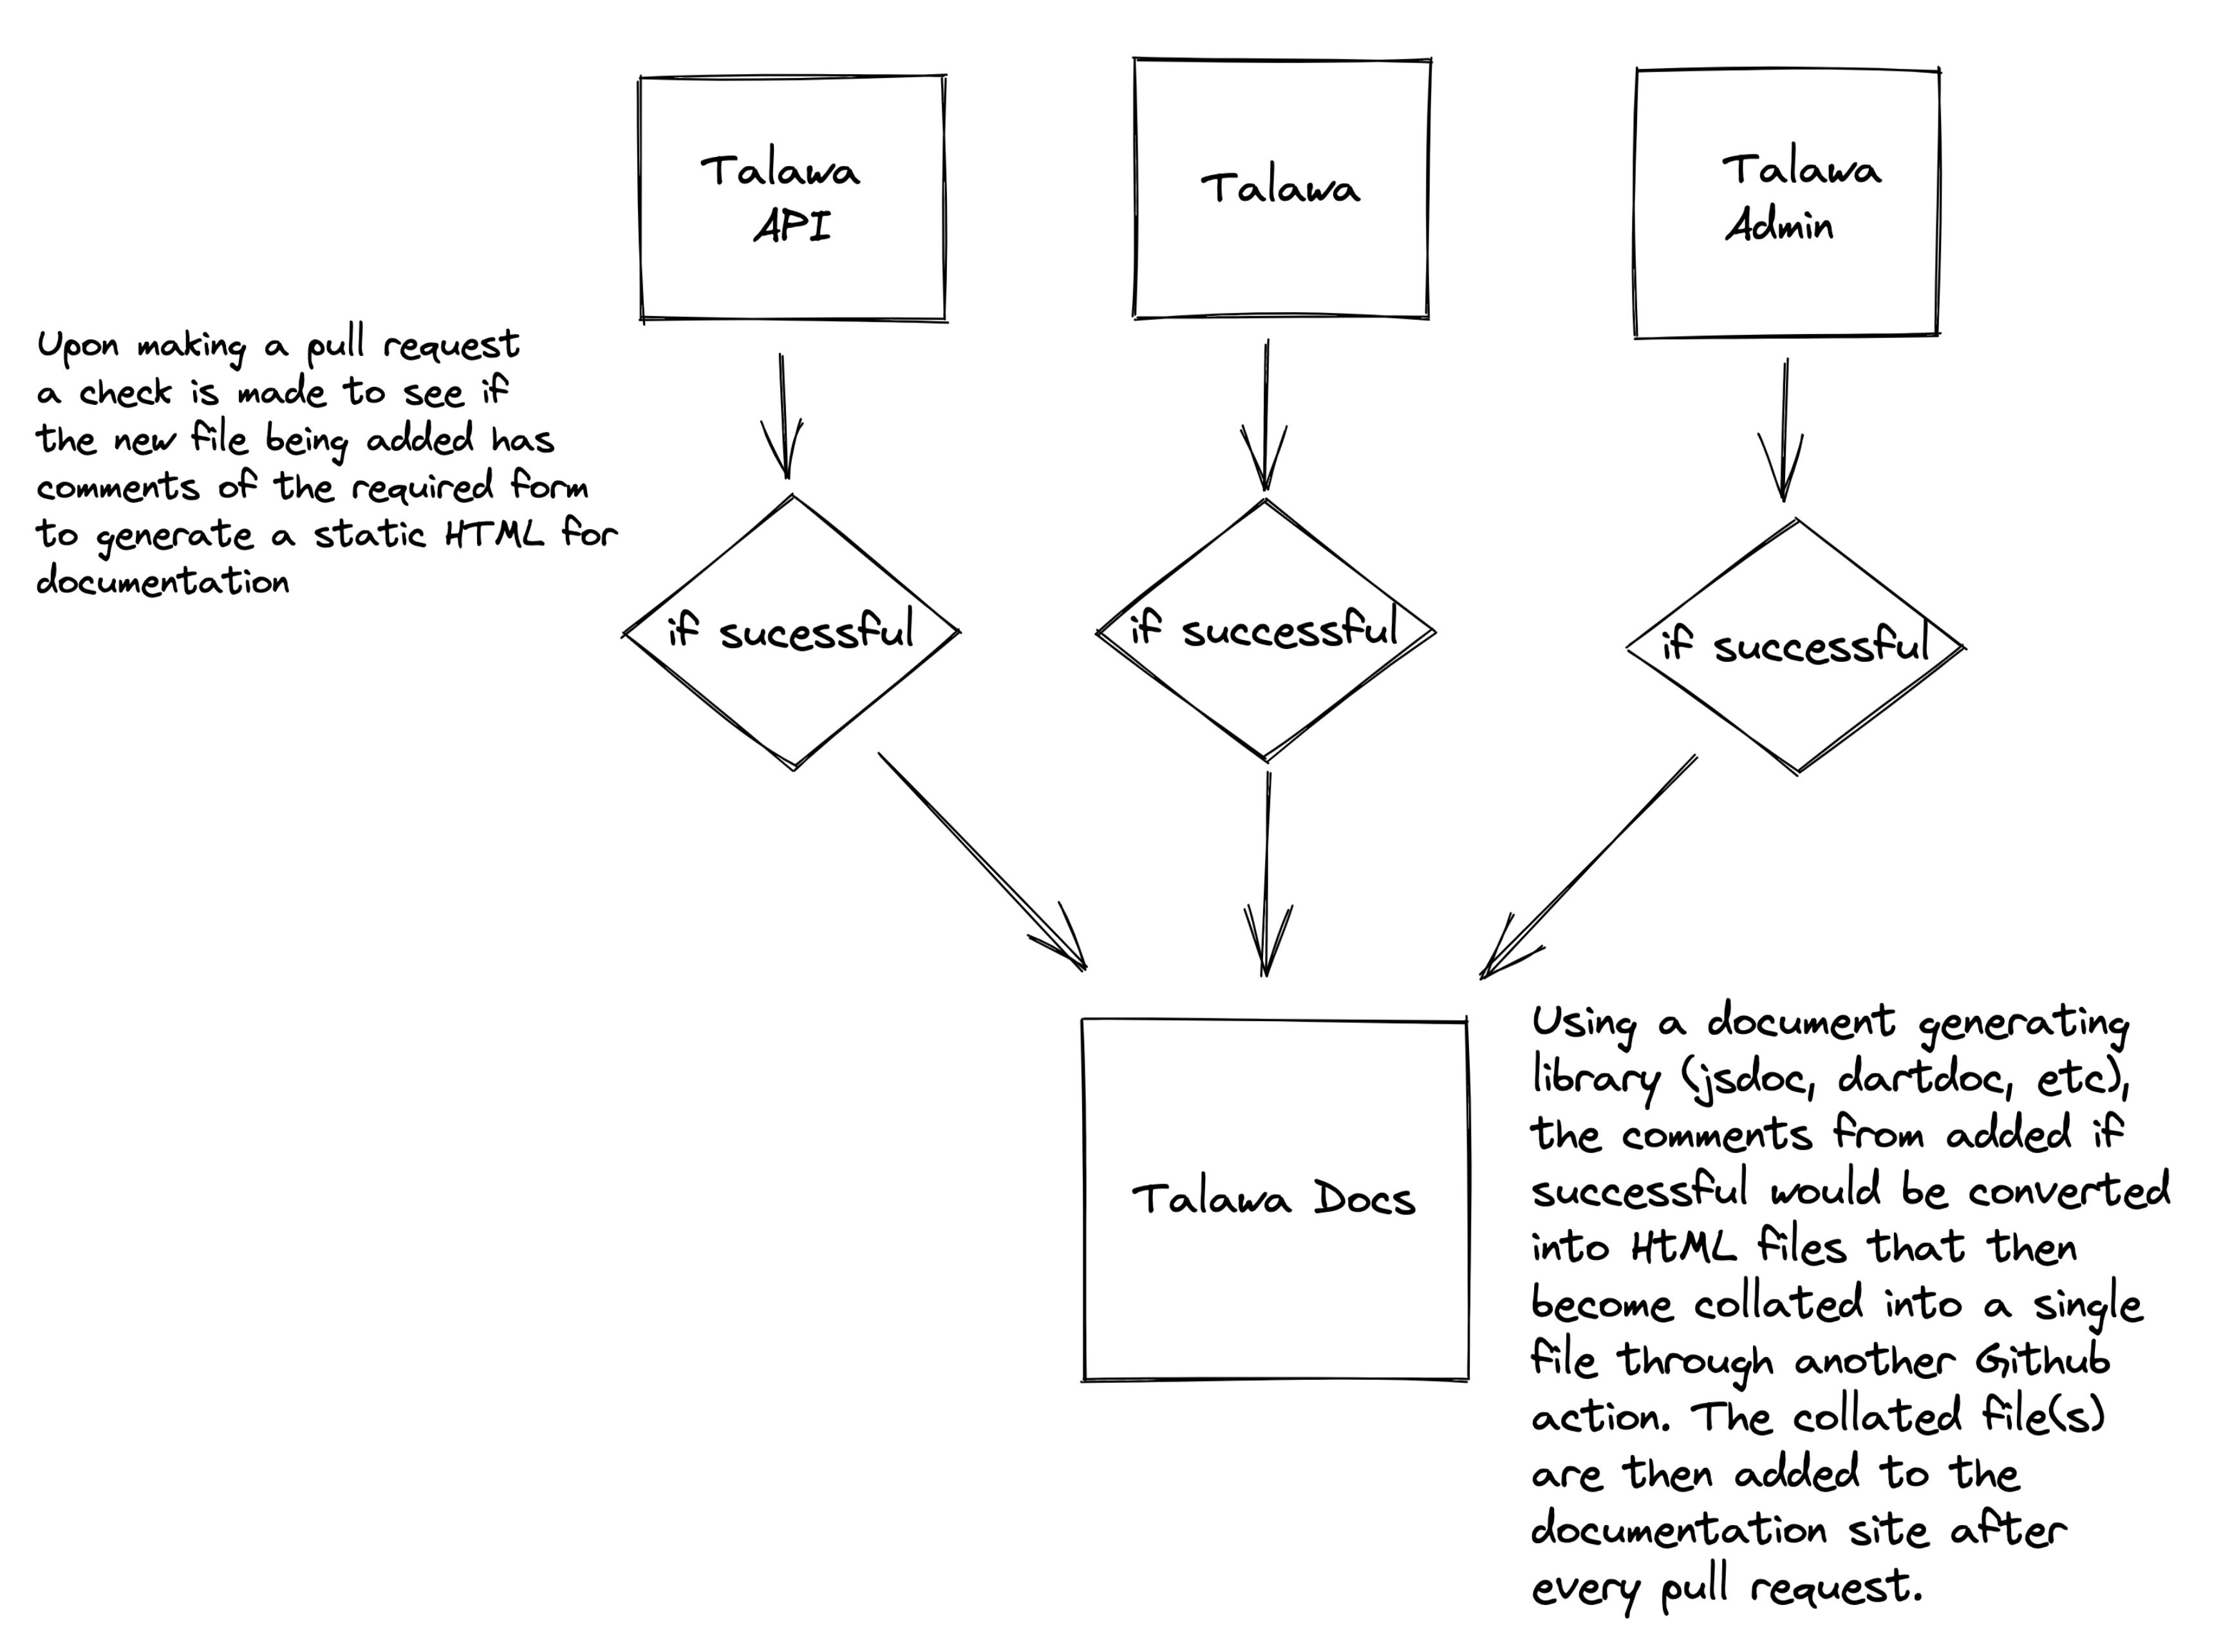 Talawa
API
Talawa
Talawa
Admin
Upon making a pull request
a check is made to see if
the new file being added has
comments of the required form
to generate a static HTML for
documentation
if sucessful
if successful
if successful
Talawa Docs
Using a document generating
library (jsdoc, dartdoc, etc),
the comments from added if
successful would be converted
into HtML files that then
become collated into a single
file through another Github
action. The collated file(s)
are then added to the
documentation site after
every pull request.